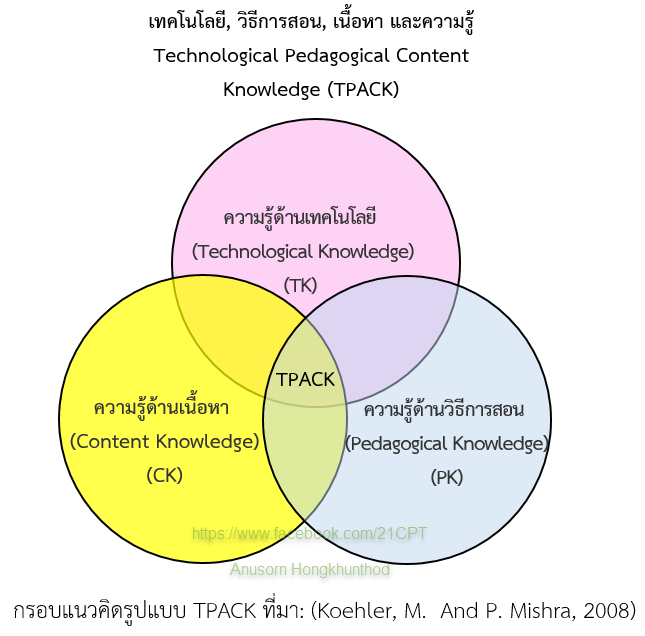 เทคโนโลยี, วิธีการสอน, เนื้อหา และความรู้
Technological Pedagogical Content
Knowledge (TPACK)
ความรู้ด้านเทคโนโลยี
(Technological Knowledge)
(TK)
TPACK
ความรู้ด้านเนื้อหา
(Content Knowledge)
(CK)
ความรู้ด้านวิธีการสอน
(Pedagogical Knowledge)
(PK)
https://www.facebook.com/21CPT
Anusorn Hongkhunthod
กรอบแนวคิดรูปแบบ TPACK ที่มา: (Koehler, M.  And P. Mishra, 2008)